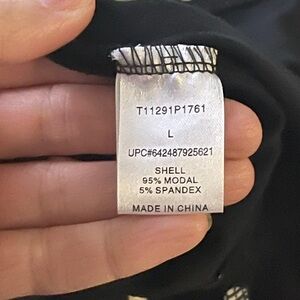 T11291P1761
L
UPC#642487925621
SHELL
95% MODAL
5% SPANDEX
MADE IN CHINA